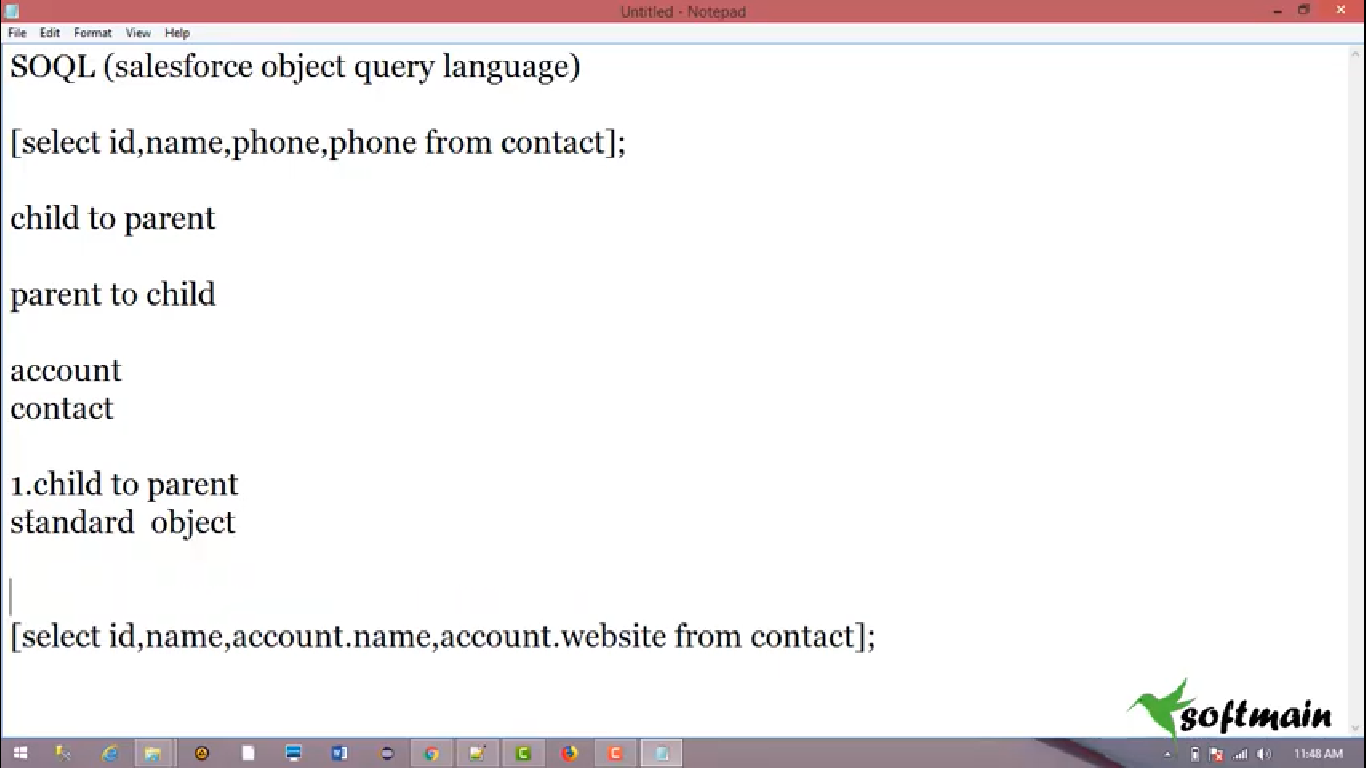 Untitled - Notepad
File Edit Format View Help
SOQL (salesforce object query language)
[select id,name,phone,phone from contact];
child to parent
parent to child
account
contact
1.child to parent
standard  object
[select id,name,account.name,account.website from contact];
softmain
11:48 AM